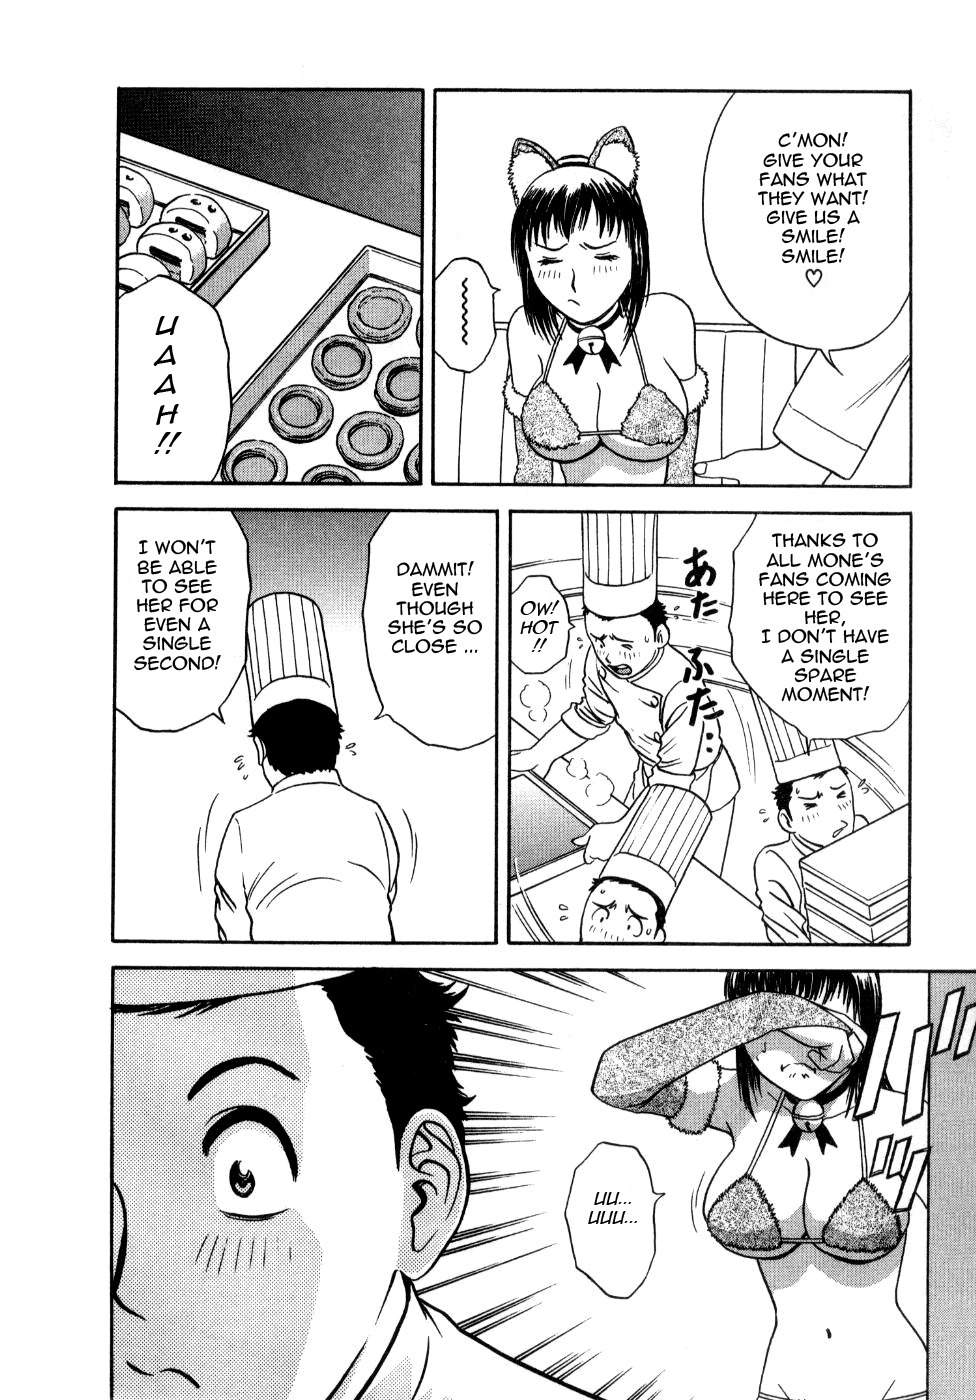 C'MON!
GIVE YOUR
FANS WHAT
THEY WANT!
GIVE US A
SMILE!
SMILE!
♡
UAAH!!
THANKS TO
ALL MONE'S
FANS COMING
HERE TO SEE
HER,
I DON'T HAVE
A SINGLE
SPARE
MOMENT!
あたふた…
OW!
HOT
!!
DAMMIT!
EVEN
THOUGH
SHE'S SO
CLOSE ...
I WON'T
BE ABLE
TO SEE
HER FOR
EVEN A
SINGLE
SECOND!
UU...
UUU...